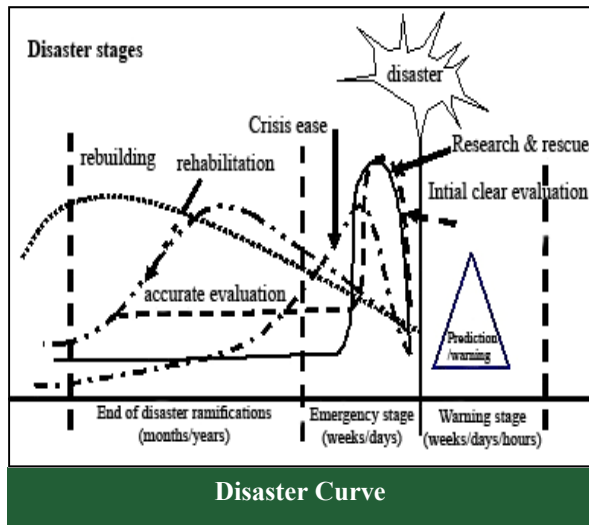 Disaster stages
disaster
Crisis ease
Research & rescue
rebuilding
rehabilitation
Intial clear evaluation
accurate evaluation
Prediction
/warning
End of disaster ramifications
(months/years)
Emergency stage
(weeks/days)
Warning stage
(weeks/days/hours)
Disaster Curve